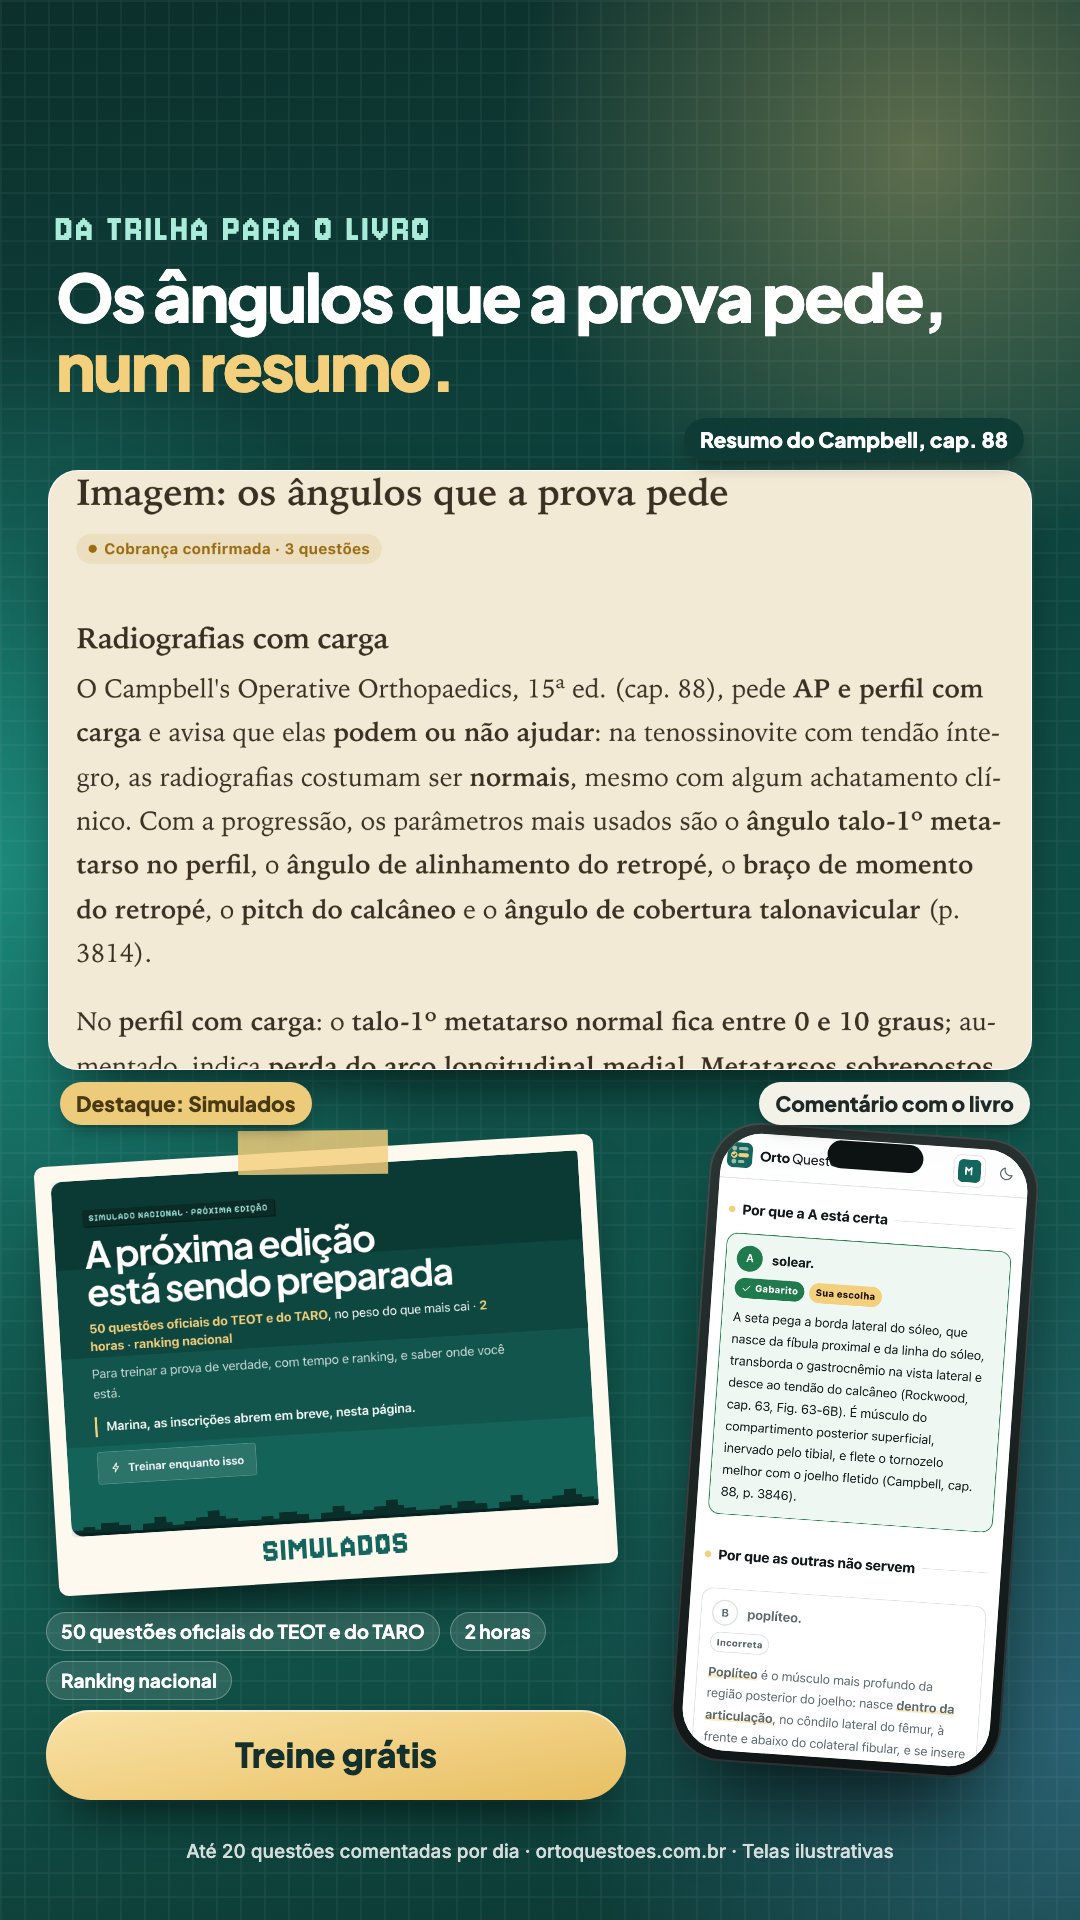 DA TRILHA PARA O LIVRO
Os ângulos que a prova pede,
num resumo.
Resumo do Campbell, cap. 88
Imagem: os ângulos que a prova pede
Cobrança confirmada · 3 questões
Radiografias com carga
O Campbell's Operative Orthopaedics, 15ª ed. (cap. 88), pede AP e perfil com
carga e avisa que elas podem ou não ajudar: na tenossinovite com tendão ínte-
gro, as radiografias costumam ser normais, mesmo com algum achatamento clí-
nico. Com a progressão, os parâmetros mais usados são o ângulo talo-1º meta-
tarso no perfil, o ângulo de alinhamento do retropé, o braço de momento
do retropé, o pitch do calcâneo e o ângulo de cobertura talonavicular (p.
3814).
No perfil com carga: o talo-1º metatarso normal fica entre 0 e 10 graus; au-
mentado, indica perda do arco longitudinal medial. Metatarsos sobrepostos
Destaque: Simulados
Comentário com o livro
SIMULADO NACIONAL · PRÓXIMA EDIÇÃO
A próxima edição
está sendo preparada
50 questões oficiais do TEOT e do TARO, no peso do que mais cai · 2
horas · ranking nacional
Para treinar a prova de verdade, com tempo e ranking, e saber onde você
está.
Marina, as inscrições abrem em breve, nesta página.
Treinar enquanto isso
SIMULADOS
50 questões oficiais do TEOT e do TARO
2 horas
Ranking nacional
Treine grátis
Orto Quest
M
Por que a A está certa
A solear.
Gabarito Sua escolha
A seta pega a borda lateral do sóleo, que
nasce da fíbula proximal e da linha do sóleo,
transborda o gastrocnêmio na vista lateral e
desce ao tendão do calcâneo (Rockwood,
cap. 63, Fig. 63-6B). É músculo do
compartimento posterior superficial,
inervado pelo tibial, e flete o tornozelo
melhor com o joelho fletido (Campbell, cap.
88, p. 3846).
Por que as outras não servem
B poplíteo.
Incorreta
Poplíteo é o músculo mais profundo da
região posterior do joelho: nasce dentro da
articulação, no côndilo lateral do fêmur, à
frente e abaixo do colateral fibular, e se insere
Até 20 questões comentadas por dia · ortoquestoes.com.br · Telas ilustrativas